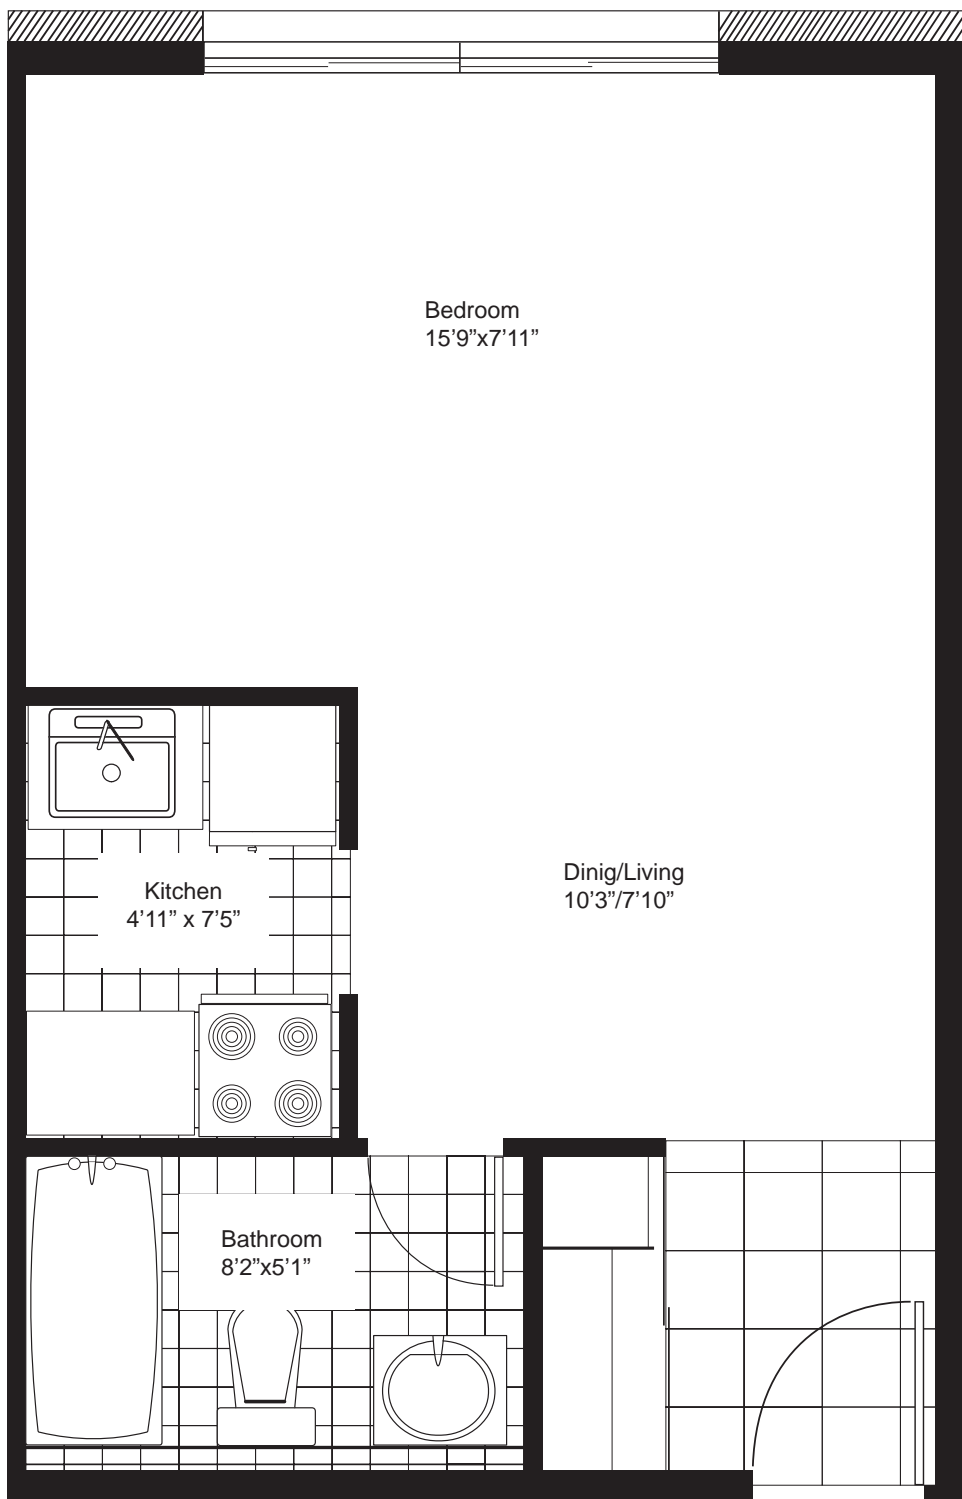 Bedroom
15’9”x7’11”
Dinig/Living
10’3”/7’10”
Kitchen
4’11” x 7’5”
Bathroom
8’2”x5’1”